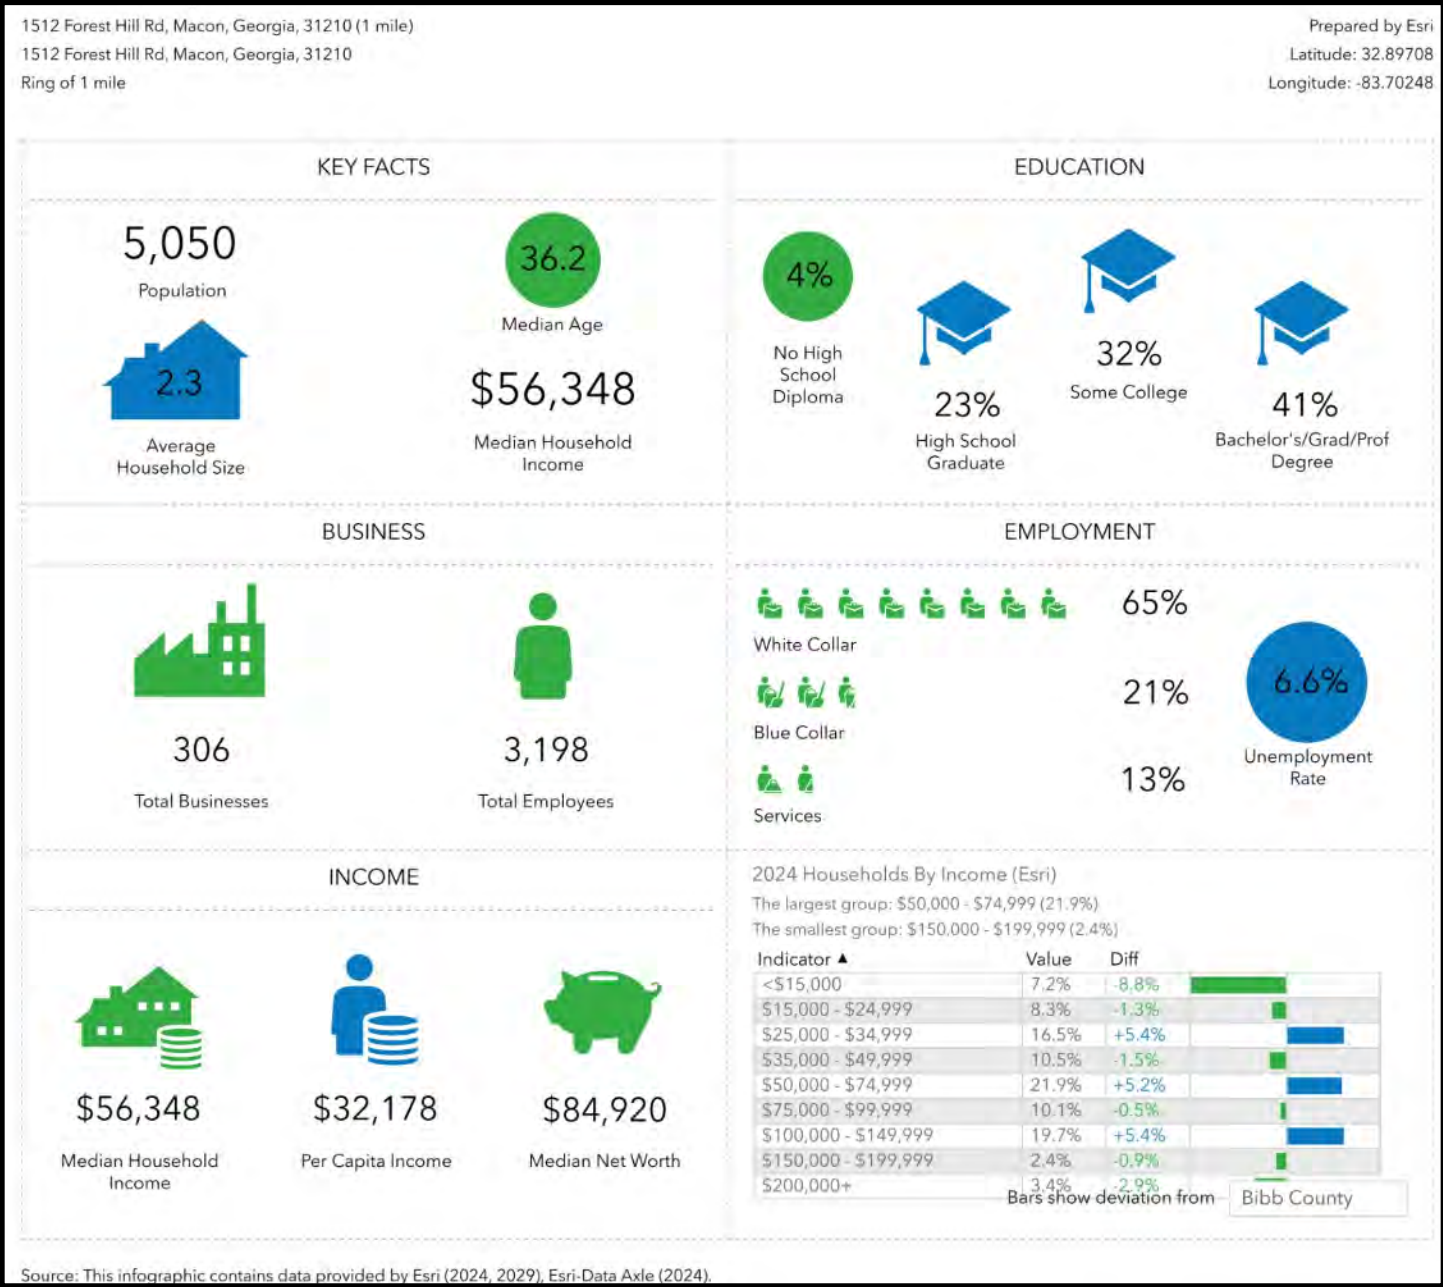 1512 Forest Hill Rd, Macon, Georgia, 31210 (1 mile)
1512 Forest Hill Rd, Macon, Georgia, 31210
Ring of 1 mile
Prepared by Esri
Latitude: 32.89708
Longitude: -83.70248
KEY FACTS
5,050
Population
36.2
Median Age
2.3
Average
Household Size
$56,348
Median Household
Income
EDUCATION
4%
No High
School
Diploma
23%
High School
Graduate
32%
Some College
41%
Bachelor's/Grad/Prof
Degree
BUSINESS
306
Total Businesses
3,198
Total Employees
EMPLOYMENT
65%
White Collar
21%
Blue Collar
13%
Services
6.6%
Unemployment
Rate
INCOME
$56,348
Median Household
Income
$32,178
Per Capita Income
$84,920
Median Net Worth
2024 Households By Income (Esri)
The largest group: $50,000 - $74,999 (21.9%)
The smallest group: $150,000 - $199,999 (2.4%)
Indicator ▲ Value Diff
<$15,000 7.2% -8.8%
$15,000 - $24,999 8.3% -1.3%
$25,000 - $34,999 16.5% +5.4%
$35,000 - $49,999 10.5% -1.5%
$50,000 - $74,999 21.9% +5.2%
$75,000 - $99,999 10.1% -0.5%
$100,000 - $149,999 19.7% +5.4%
$150,000 - $199,999 2.4% -0.9%
$200,000+ 3.4% -2.9%
Bars show deviation from Bibb County
Source: This infographic contains data provided by Esri (2024, 2029), Esri-Data Axle (2024).